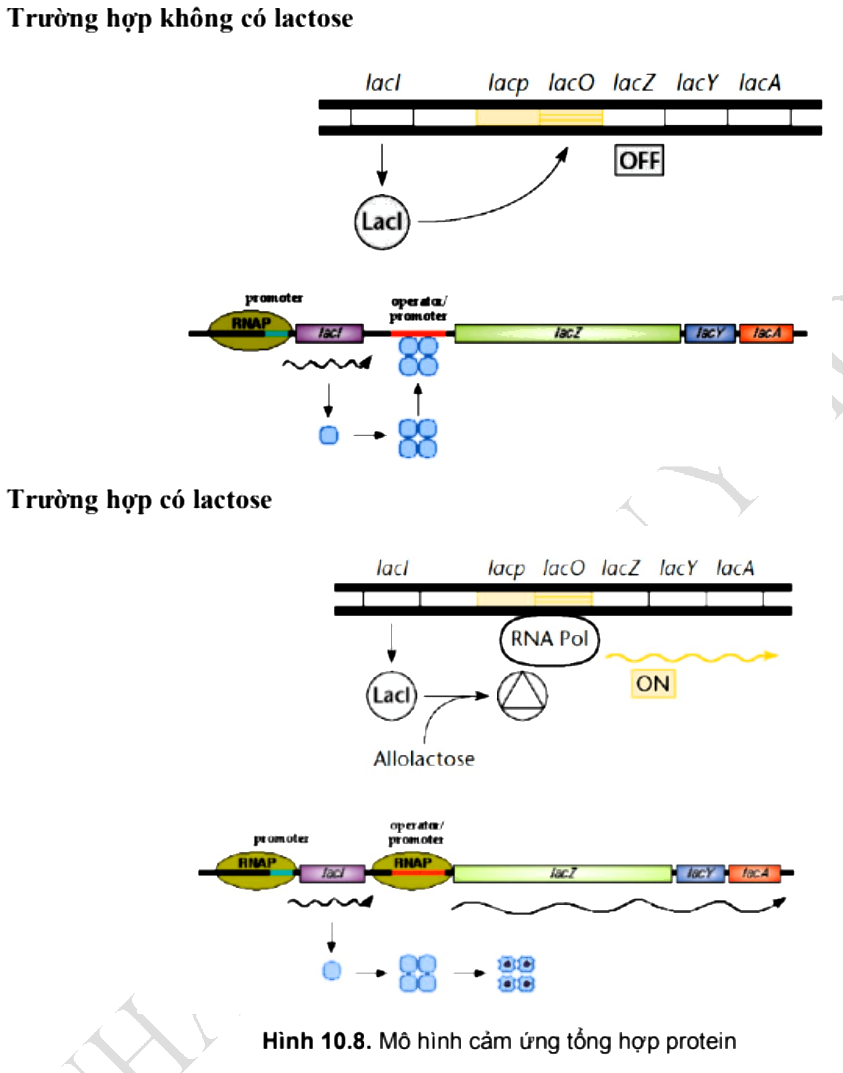 Trường hợp không có lactose
lacI lacp lacO lacZ lacY lacA
OFF
LacI
promoter operator/
promoter
RNAP lacI lacZ lacY lacA
Trường hợp có lactose
lacI lacp lacO lacZ lacY lacA
RNA Pol
ON
LacI
Allolactose
operator/
promoter promoter
RNAP lacI RNAP lacZ lacY lacA
Hình 10.8. Mô hình cảm ứng tổng hợp protein